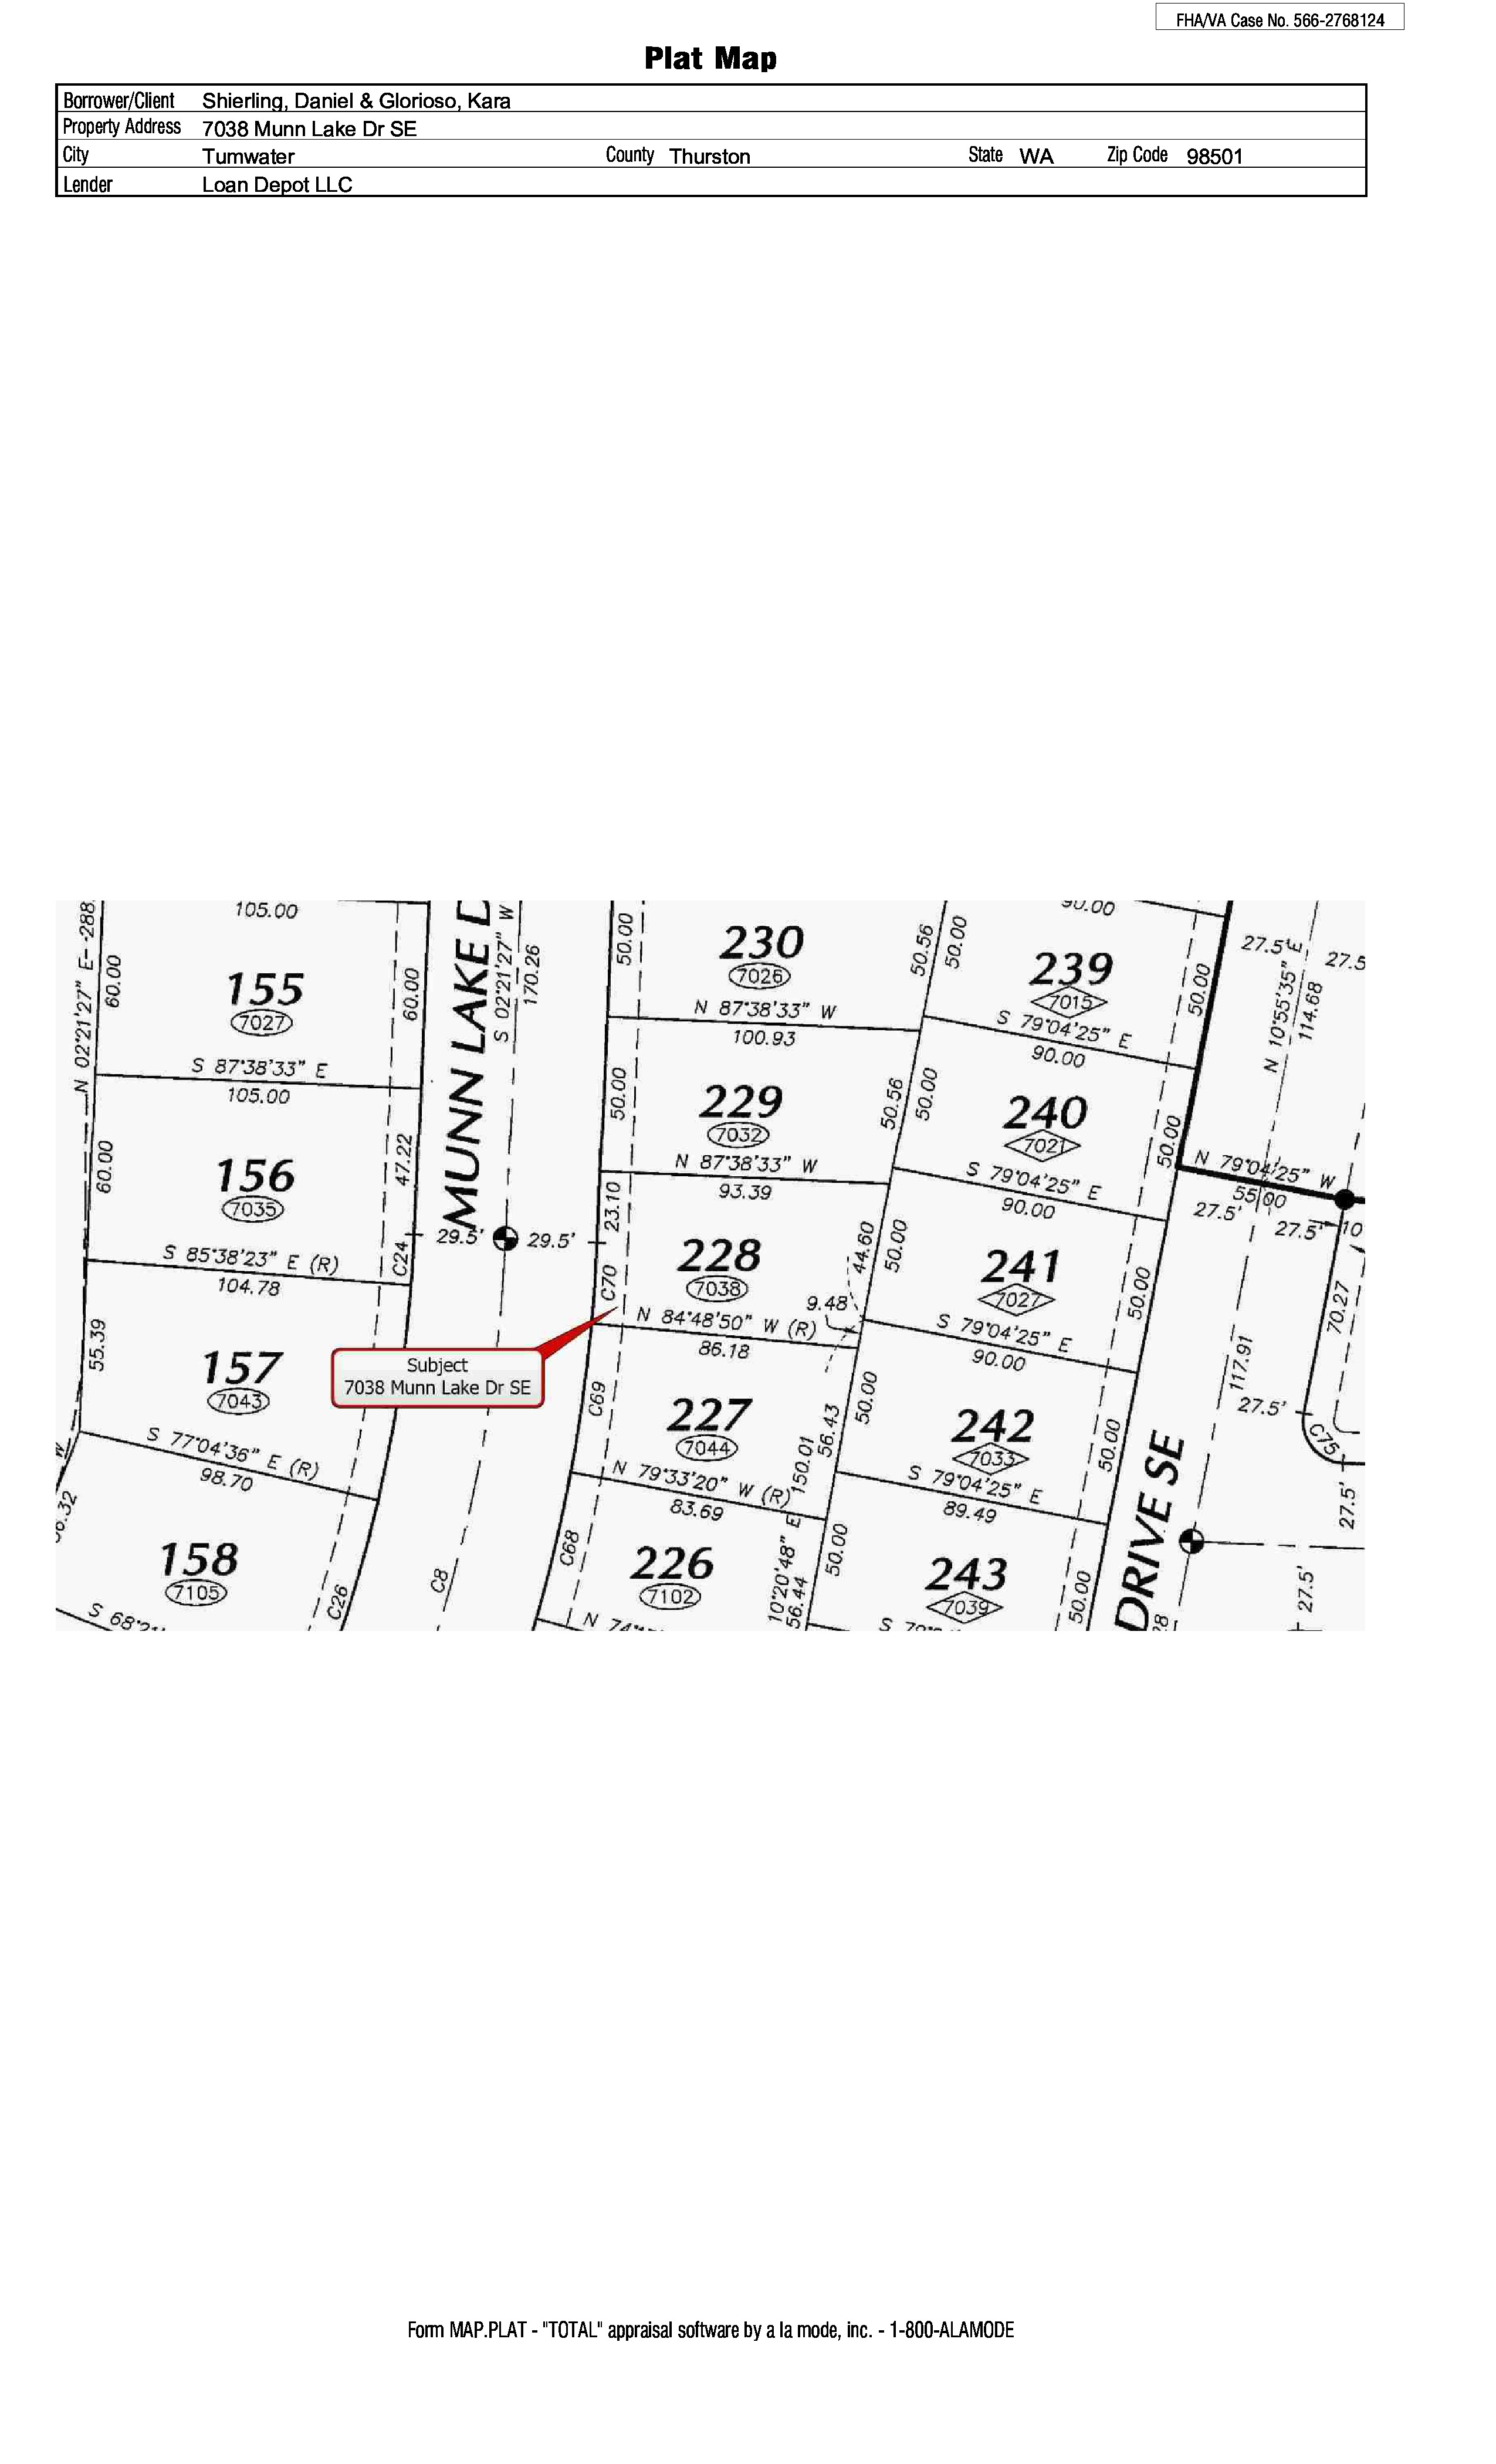 FHA/VA Case No. 566-2768124
Plat Map
Borrower/Client Shierling, Daniel & Glorioso, Kara
Property Address 7038 Munn Lake Dr SE
City Tumwater County Thurston State WA Zip Code 98501
Lender Loan Depot LLC
N 02°21'27" E
288
60.00
105.00
155
7027
60.00
S 87°38'33" E
105.00
60.00
156
7035
47.22
S 85°38'23" E (R)
104.78
C24
55.39
157
7043
S 77°04'36" E (R)
98.70
W
158
7105
C26
MUNN LAKE
S 02°21'27" W
170.26
29.5'
29.5'
C8
Subject
7038 Munn Lake Dr SE
50.00
230
7026
50.56
50.00
N 87°38'33" W
100.93
50.00
229
7032
50.56
50.00
N 87°38'33" W
93.39
23.10
228
7038
44.60
50.00
C70
9.48
N 84°48'50" W (R)
86.18
C69
227
7044
56.43
50.00
150.01
N 79°33'20" W (R)
83.69
C68
226
7102
10°20'48" E
56.44
50.00
90.00
239
7015
50.00
S 79°04'25" E
90.00
240
7021
50.00
S 79°04'25" E
90.00
241
7027
50.00
S 79°04'25" E
90.00
242
7033
50.00
S 79°04'25" E
89.49
243
7039
50.00
DRIVE SE
27.5'
27.5
N 10°55'35" E
114.68
N 79°04'25" W
55.00
27.5'
27.5'
10
70.27
117.91
27.5'
C75
27.5'
27.5'
Form MAP.PLAT - "TOTAL" appraisal software by a la mode, inc. - 1-800-ALAMODE